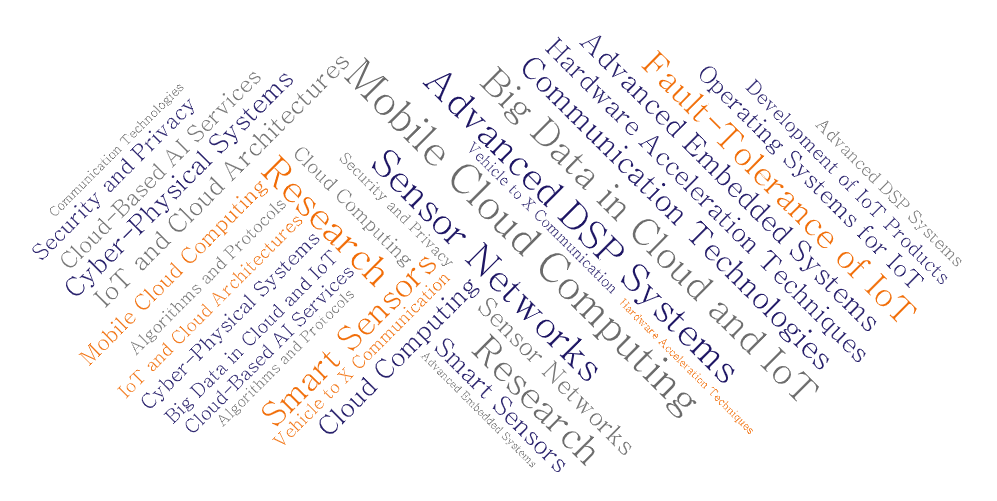 Communication Technologies
Security and Privacy
Cloud-Based AI Services
Cyber-Physical Systems
IoT and Cloud Architectures
Mobile Cloud Computing
Algorithms and Protocols
IoT and Cloud Architectures
Cyber-Physical Systems
Big Data in Cloud and IoT
Cloud-Based AI Services
Algorithms and Protocols
Smart Sensors
Vehicle to X Communication
Cloud Computing
Research
Cloud Computing
Security and Privacy
Mobile Cloud Computing
Sensor Networks
Advanced DSP Systems
Vehicle to X Communication
Big Data in Cloud and IoT
Communication Technologies
Hardware Acceleration Techniques
Advanced Embedded Systems
Fault-Tolerance of IoT
Operating Systems for IoT
Development of IoT Products
Advanced DSP Systems
Hardware Acceleration Techniques
Sensor Networks
Research
Smart Sensors
Advanced Embedded Systems